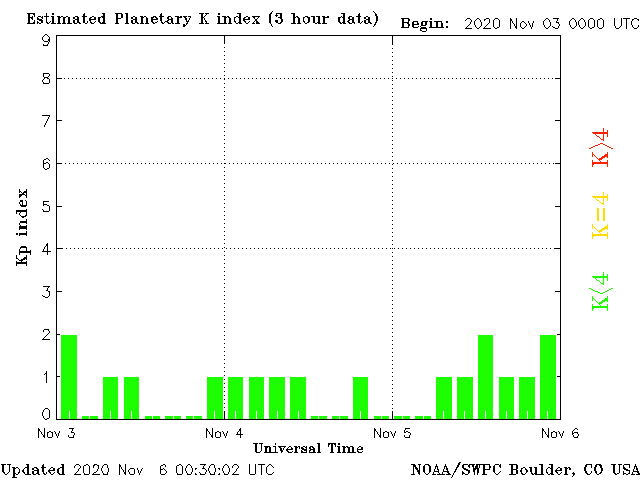 Estimated Planetary K index (3 hour data) Begin: 2020 Nov 03 0000 UTC
9
8
7
6
5
4
3
2
1
0
Kp index
K>4
K=4
K<4
Nov 3 Nov 4 Nov 5 Nov 6
Universal Time
Updated 2020 Nov 6 00:30:02 UTC NOAA/SWPC Boulder, CO USA